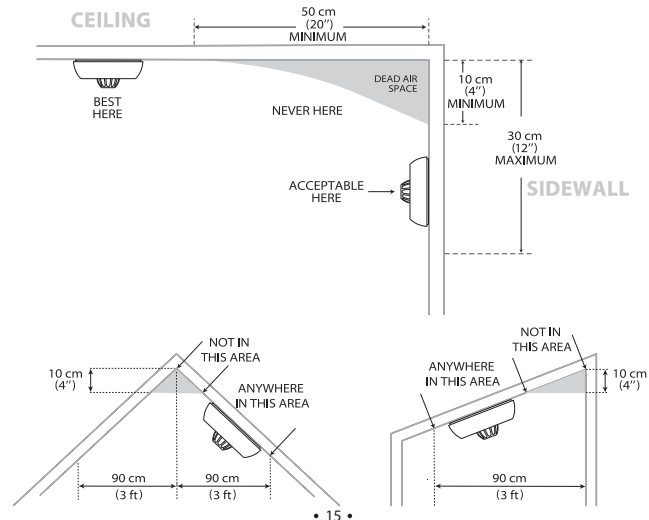 CEILING
50 cm
(20")
MINIMUM
DEAD AIR
SPACE
10 cm
(4")
MINIMUM
BEST
HERE
NEVER HERE
30 cm
(12")
MAXIMUM
ACCEPTABLE
HERE
SIDEWALL
NOT IN
THIS AREA
10 cm
(4")
ANYWHERE
IN THIS AREA
90 cm
(3 ft)
90 cm
(3 ft)
NOT IN
THIS AREA
ANYWHERE
IN THIS AREA
10 cm
(4")
90 cm
(3 ft)
• 15 •